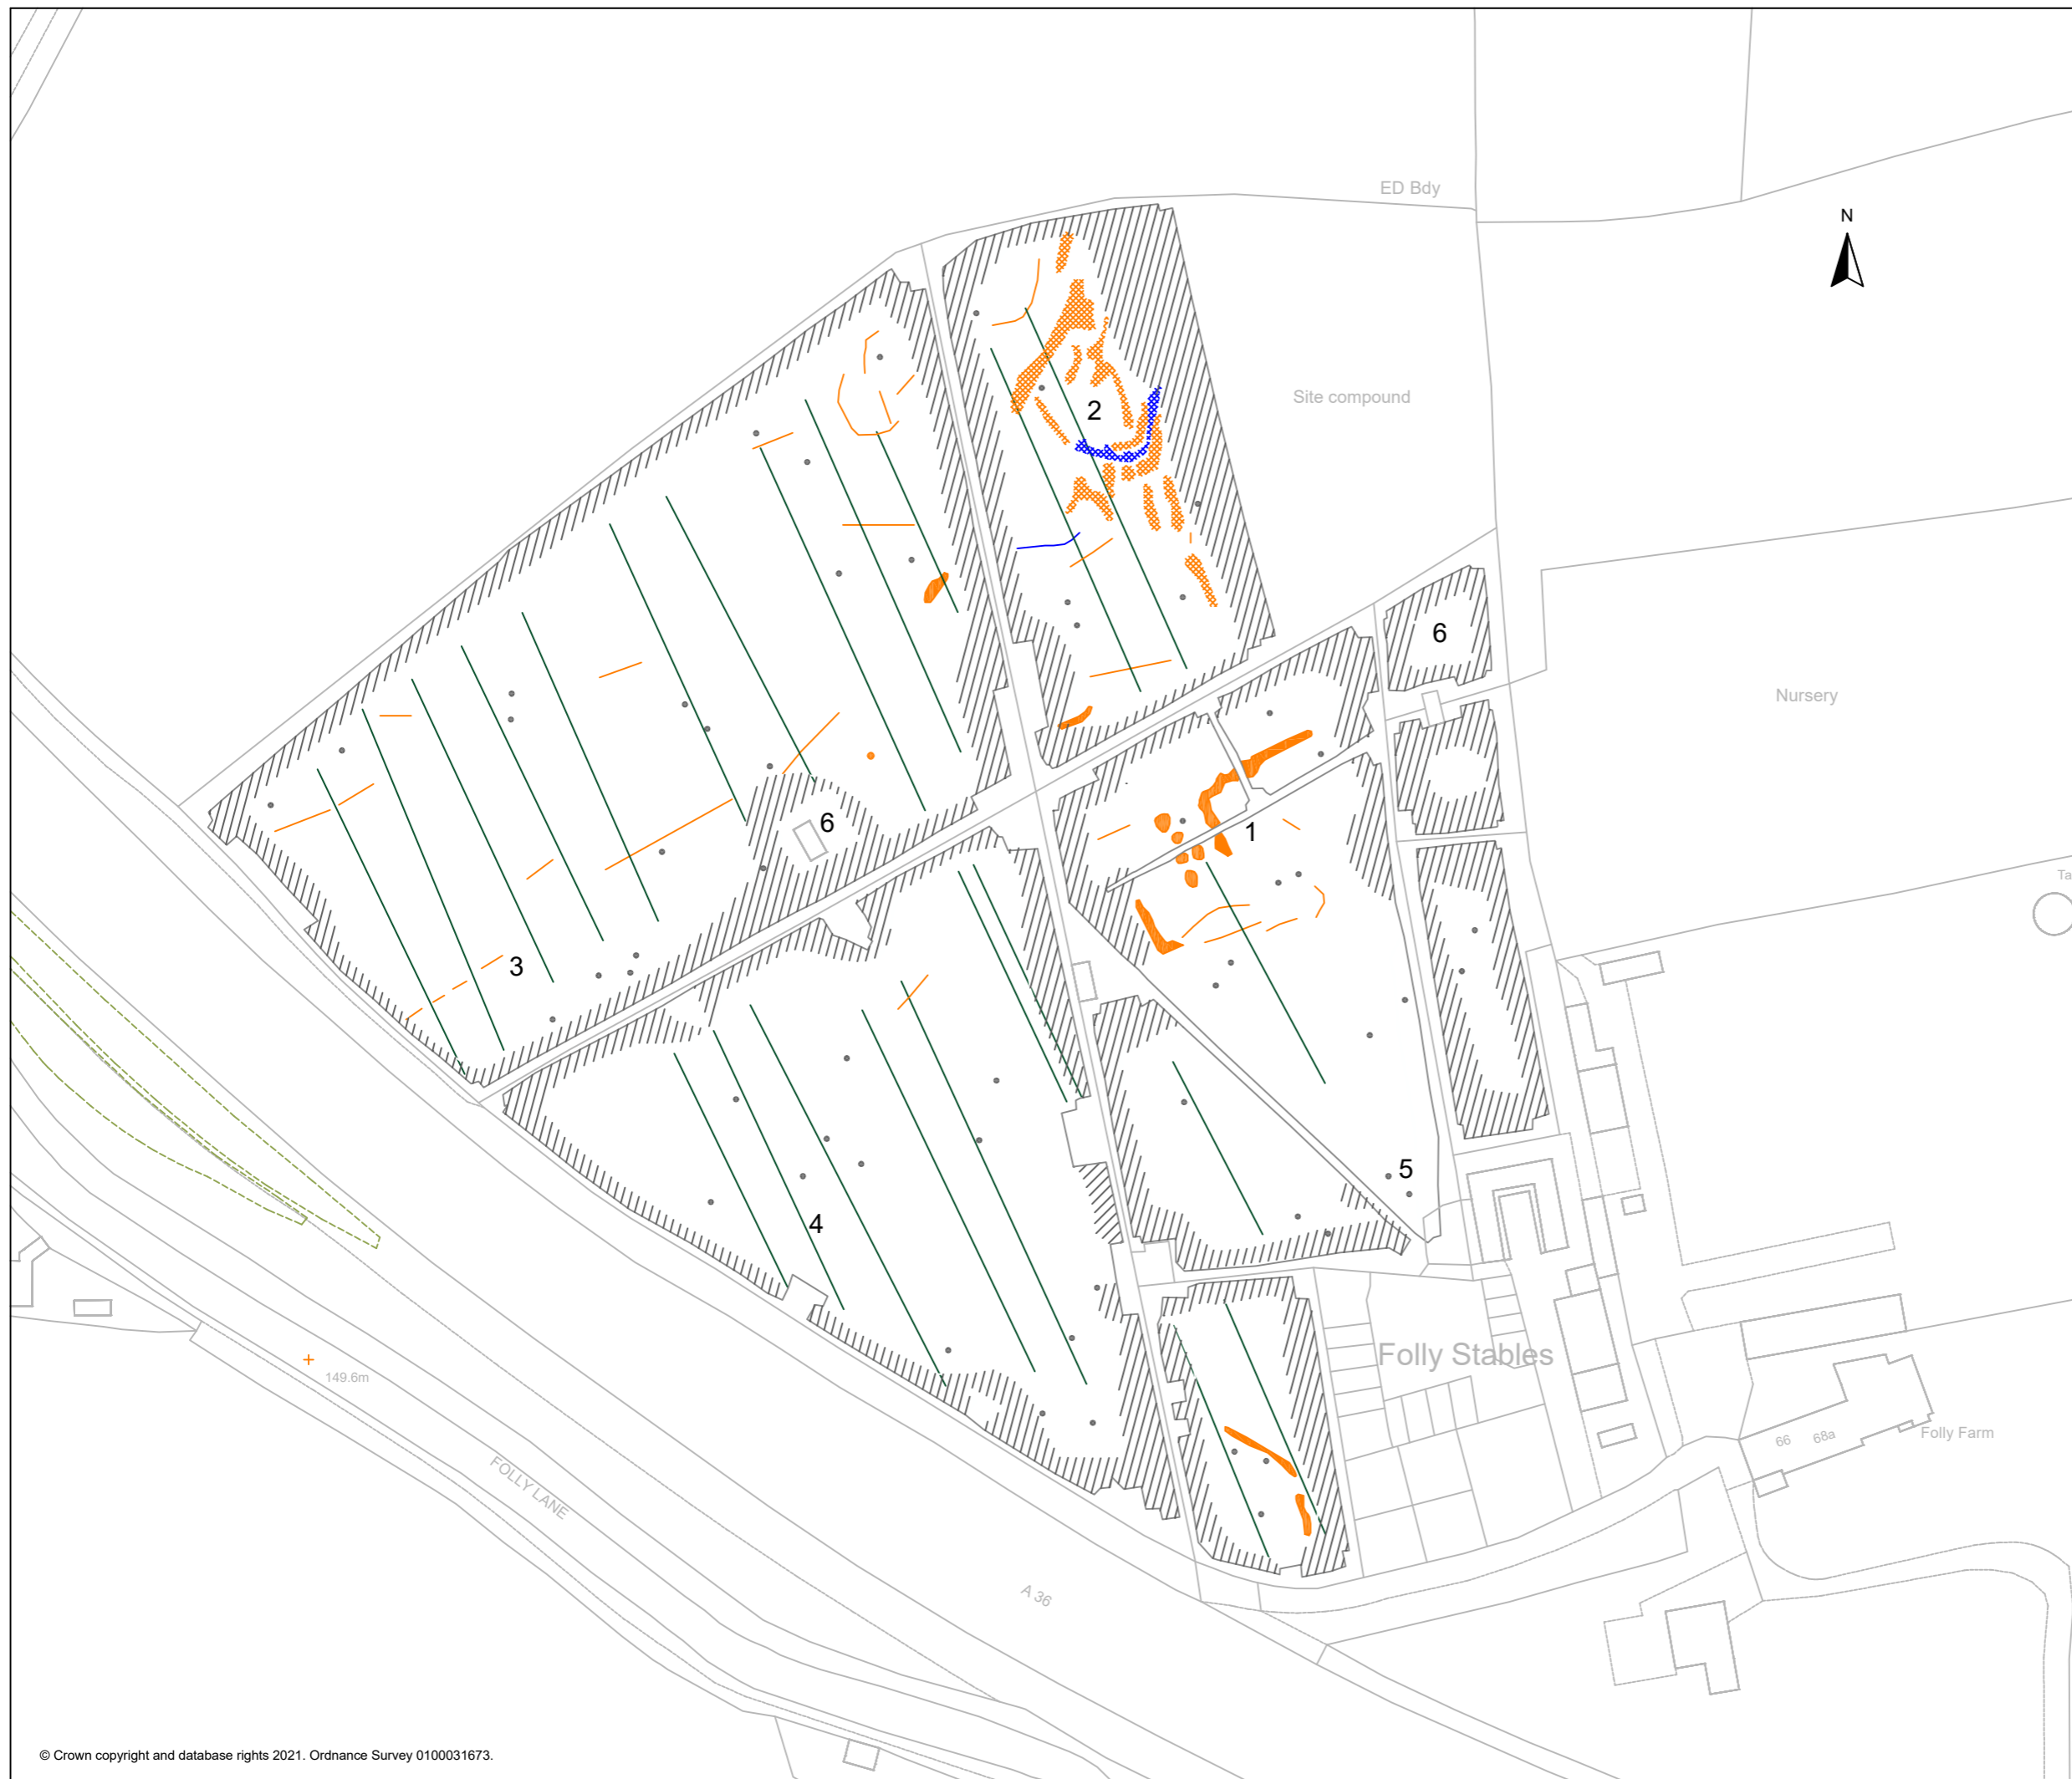 ED Bdy
N
Site compound
2
6
Nursery
6
1
Ta
3
5
4
Folly Stables
149.6m
66
68a
Folly Farm
FOLLY LANE
A 36
© Crown copyright and database rights 2021. Ordnance Survey 0100031673.